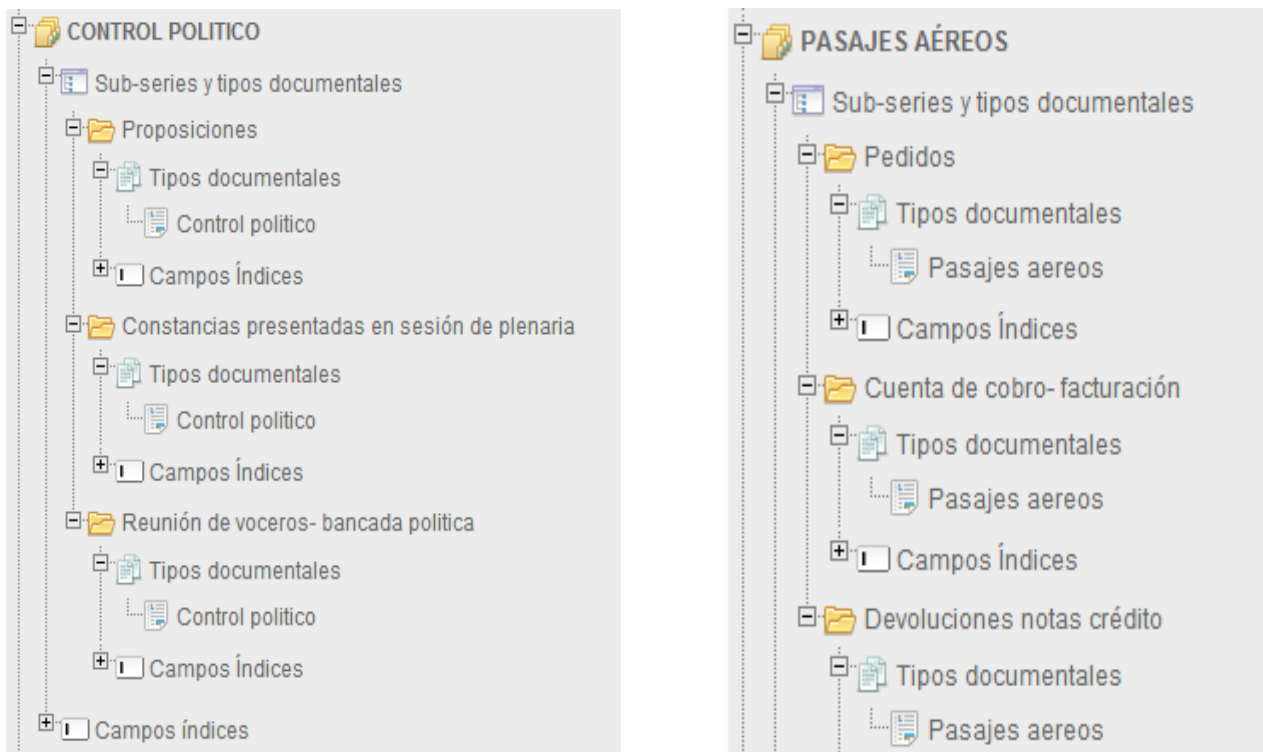 CONTROL POLITICO
Sub-series y tipos documentales
Proposiciones
Tipos documentales
Control politico
Campos Índices
Constancias presentadas en sesión de plenaria
Tipos documentales
Control politico
Campos Índices
Reunión de voceros- bancada politica
Tipos documentales
Control politico
Campos Índices
Campos índices
PASAJES AÉREOS
Sub-series y tipos documentales
Pedidos
Tipos documentales
Pasajes aereos
Campos Índices
Cuenta de cobro- facturación
Tipos documentales
Pasajes aereos
Campos Índices
Devoluciones notas crédito
Tipos documentales
Pasajes aereos